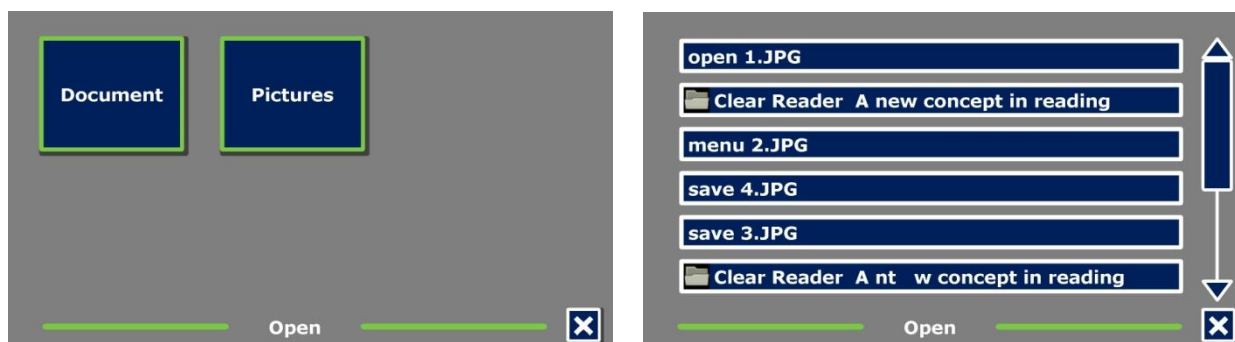 Document
Pictures
Open
open 1.JPG
Clear Reader A new concept in reading
menu 2.JPG
save 4.JPG
save 3.JPG
Clear Reader A nt w concept in reading
Open